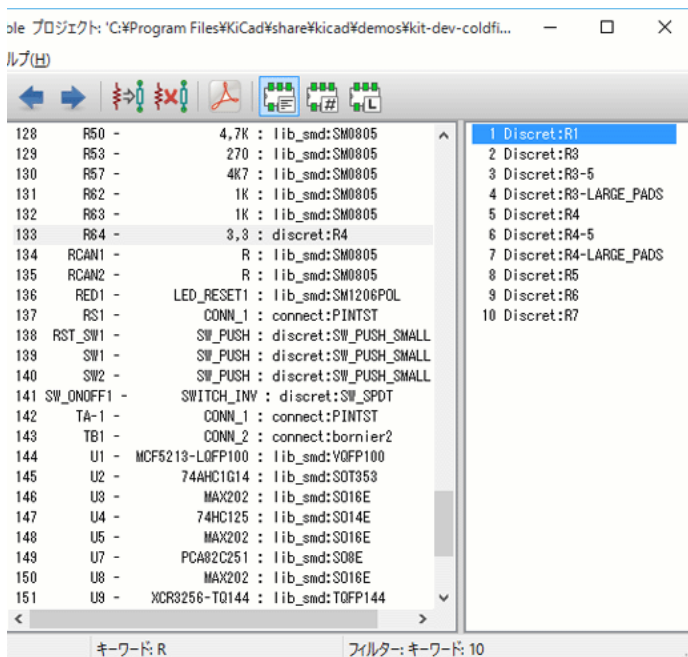 ole プロジェクト: 'C:¥Program Files¥KiCad¥share¥kicad¥demos¥kit-dev-coldfi...
ルプ(H)
128 R50 - 4,7K : lib_smd:SM0805
129 R53 - 270 : lib_smd:SM0805
130 R57 - 4K7 : lib_smd:SM0805
131 R62 - 1K : lib_smd:SM0805
132 R63 - 1K : lib_smd:SM0805
133 R64 - 3,3 : discret:R4
134 RCAN1 - R : lib_smd:SM0805
135 RCAN2 - R : lib_smd:SM0805
136 RED1 - LED_RESET1 : lib_smd:SM1206POL
137 RS1 - CONN_1 : connect:PINTST
138 RST_SW1 - SW_PUSH : discret:SW_PUSH_SMALL
139 SW1 - SW_PUSH : discret:SW_PUSH_SMALL
140 SW2 - SW_PUSH : discret:SW_PUSH_SMALL
141 SW_ONOFF1 - SWITCH_INV : discret:SW_SPDT
142 TA-1 - CONN_1 : connect:PINTST
143 TB1 - CONN_2 : connect:bornier2
144 U1 - MCF5213-LQFP100 : lib_smd:VQFP100
145 U2 - 74AHC1G14 : lib_smd:SOT353
146 U3 - MAX202 : lib_smd:SO16E
147 U4 - 74HC125 : lib_smd:SO14E
148 U5 - MAX202 : lib_smd:SO16E
149 U7 - PCA82C251 : lib_smd:SO8E
150 U8 - MAX202 : lib_smd:SO16E
151 U9 - XCR3256-TQ144 : lib_smd:TQFP144
1 Discret:R1
2 Discret:R3
3 Discret:R3-5
4 Discret:R3-LARGE_PADS
5 Discret:R4
6 Discret:R4-5
7 Discret:R4-LARGE_PADS
8 Discret:R5
9 Discret:R6
10 Discret:R7
キーワード: R
フィルター: キーワード: 10